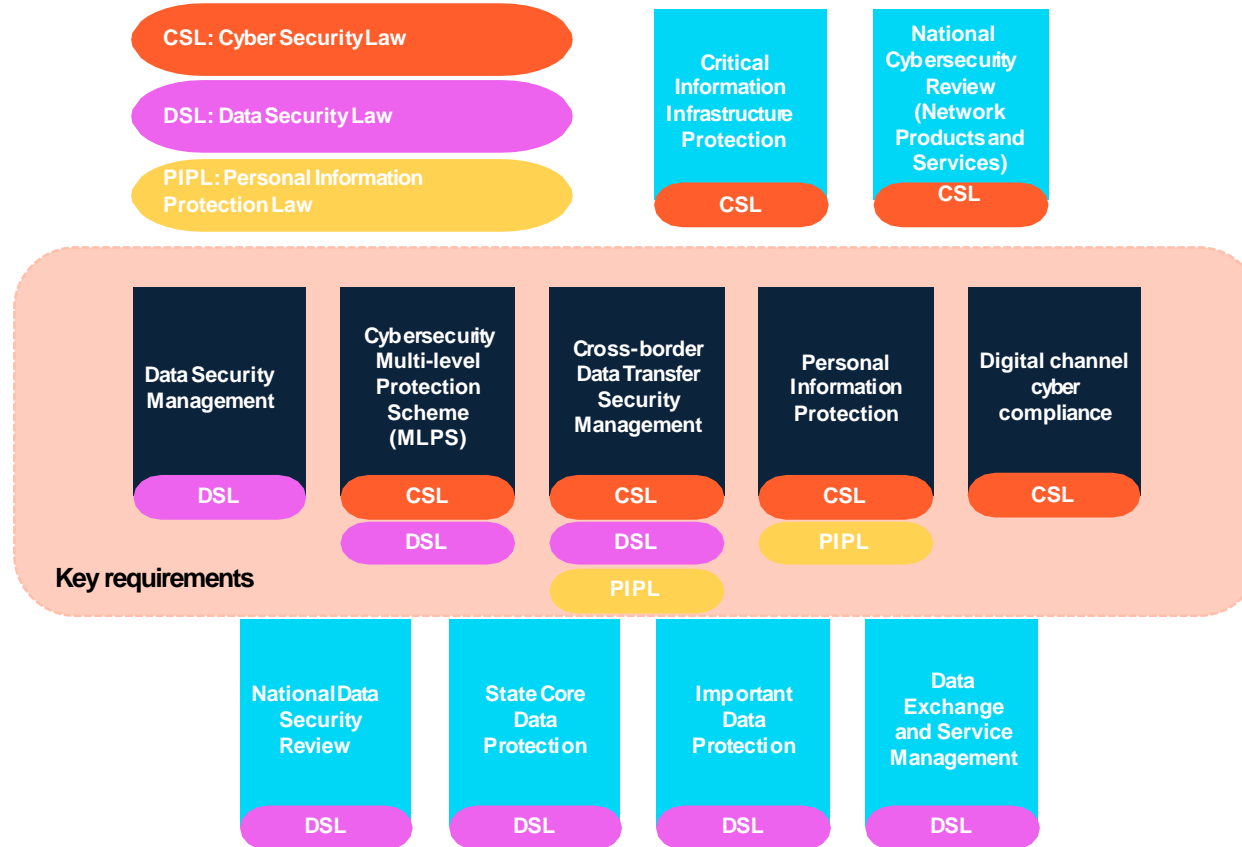 CSL: Cyber Security Law
DSL: Data Security Law
PIPL: Personal Information
Protection Law
Critical
Information
Infrastructure
Protection
CSL
National
Cybersecurity
Review
(Network
Products and
Services)
CSL
Data Security
Management
DSL
Cybersecurity
Multi-level
Protection
Scheme
(MLPS)
CSL
DSL
Cross-border
Data Transfer
Security
Management
CSL
DSL
PIPL
Personal
Information
Protection
CSL
PIPL
Digital channel
cyber
compliance
CSL
Key requirements
National Data
Security
Review
DSL
State Core
Data
Protection
DSL
Important
Data
Protection
DSL
Data
Exchange
and Service
Management
DSL